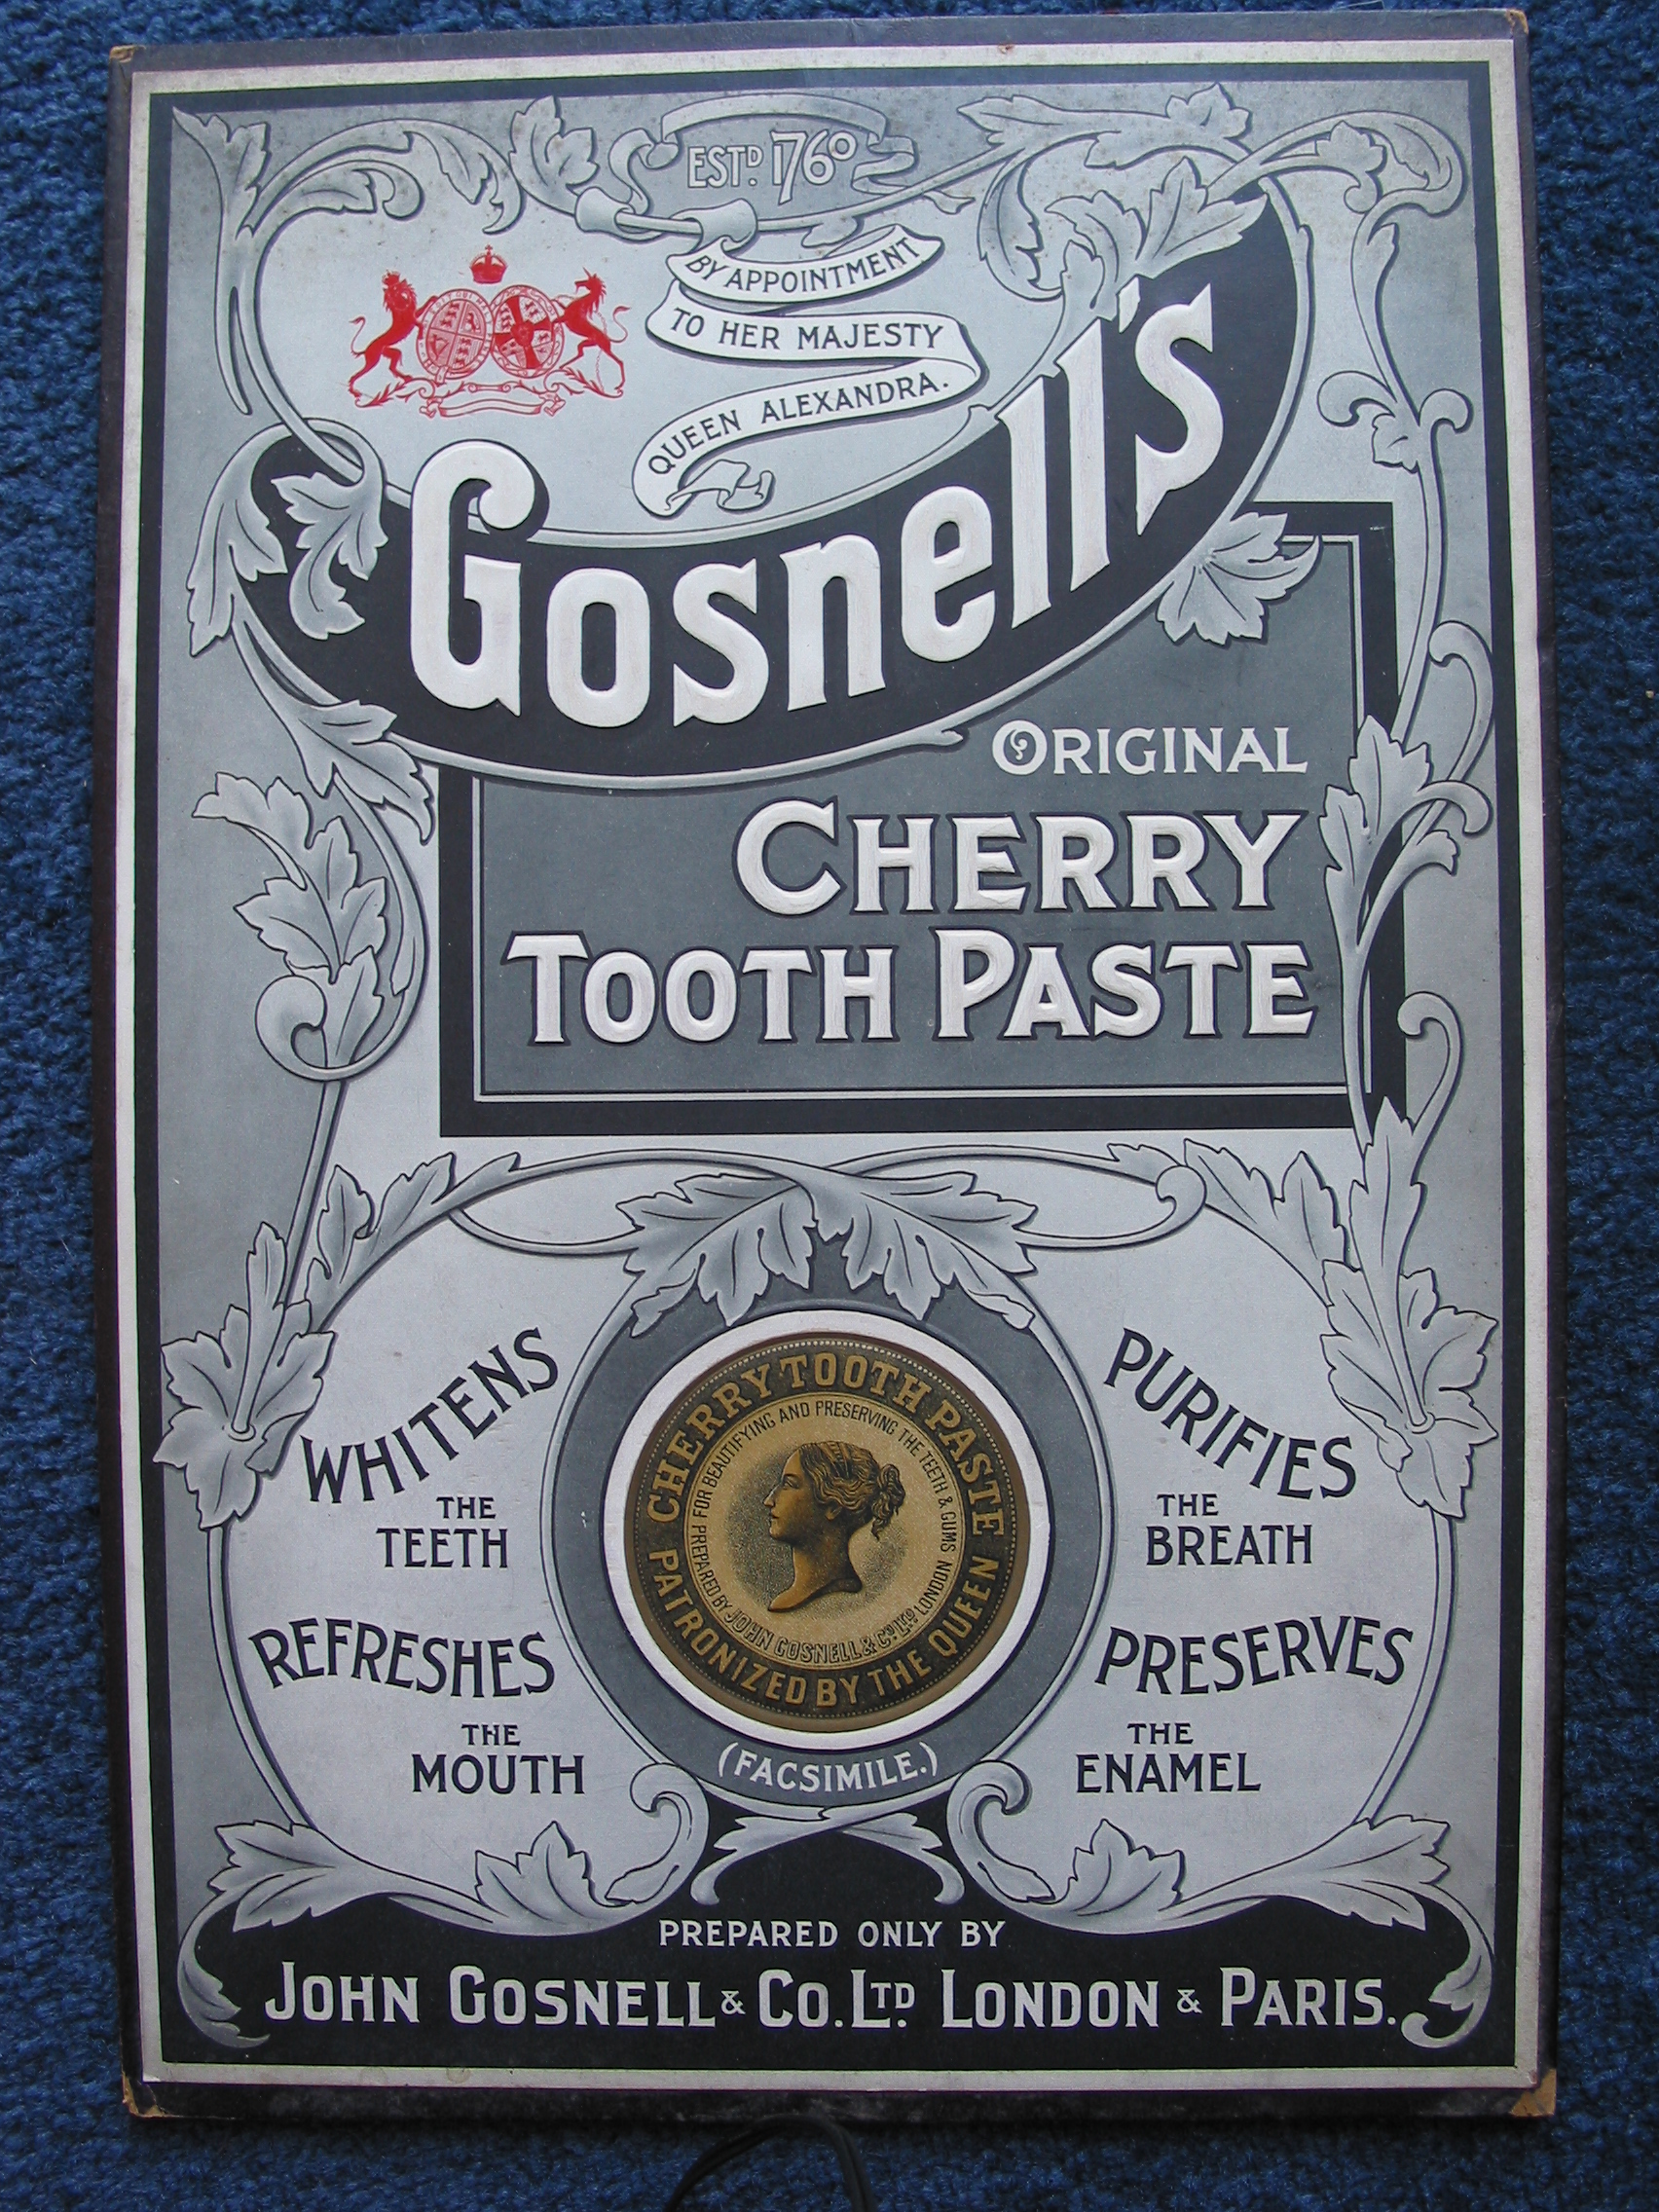 ESTD. 1760
BY APPOINTMENT
TO HER MAJESTY
QUEEN ALEXANDRA.
Gosnell's
ORIGINAL
CHERRY
TOOTH PASTE
WHITENS
THE
TEETH
REFRESHES
THE
MOUTH
CHERRY TOOTH PASTE
PATRONIZED BY THE QUEEN
FOR BEAUTIFYING AND PRESERVING THE TEETH & GUMS
PREPARED BY JOHN GOSNELL & CO. LTD. LONDON
(FACSIMILE.)
PURIFIES
THE
BREATH
PRESERVES
THE
ENAMEL
PREPARED ONLY BY
JOHN GOSNELL & CO. LTD. LONDON & PARIS.